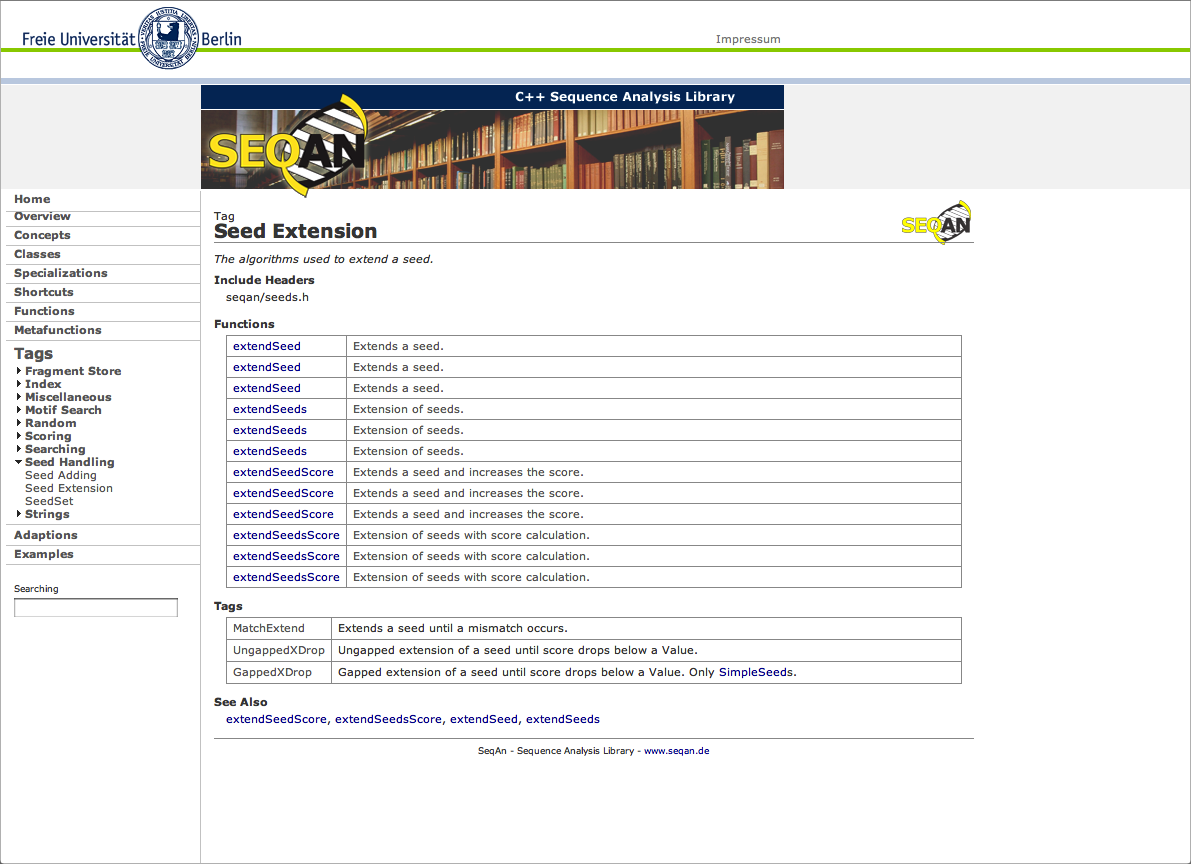 Freie Universität Berlin
Impressum
C++ Sequence Analysis Library
SEQAN
Home
Overview
Concepts
Classes
Specializations
Shortcuts
Functions
Metafunctions
Tags
Fragment Store
Index
Miscellaneous
Motif Search
Random
Scoring
Searching
Seed Handling
Seed Adding
Seed Extension
SeedSet
Strings
Adaptions
Examples
Searching
Tag
Seed Extension
SEQAN
The algorithms used to extend a seed.
Include Headers
seqan/seeds.h
Functions
extendSeed Extends a seed.
extendSeed Extends a seed.
extendSeed Extends a seed.
extendSeeds Extension of seeds.
extendSeeds Extension of seeds.
extendSeeds Extension of seeds.
extendSeedScore Extends a seed and increases the score.
extendSeedScore Extends a seed and increases the score.
extendSeedScore Extends a seed and increases the score.
extendSeedsScore Extension of seeds with score calculation.
extendSeedsScore Extension of seeds with score calculation.
extendSeedsScore Extension of seeds with score calculation.
Tags
MatchExtend Extends a seed until a mismatch occurs.
UngappedXDrop Ungapped extension of a seed until score drops below a Value.
GappedXDrop Gapped extension of a seed until score drops below a Value. Only SimpleSeeds.
See Also
extendSeedScore, extendSeedsScore, extendSeed, extendSeeds
SeqAn - Sequence Analysis Library - www.seqan.de